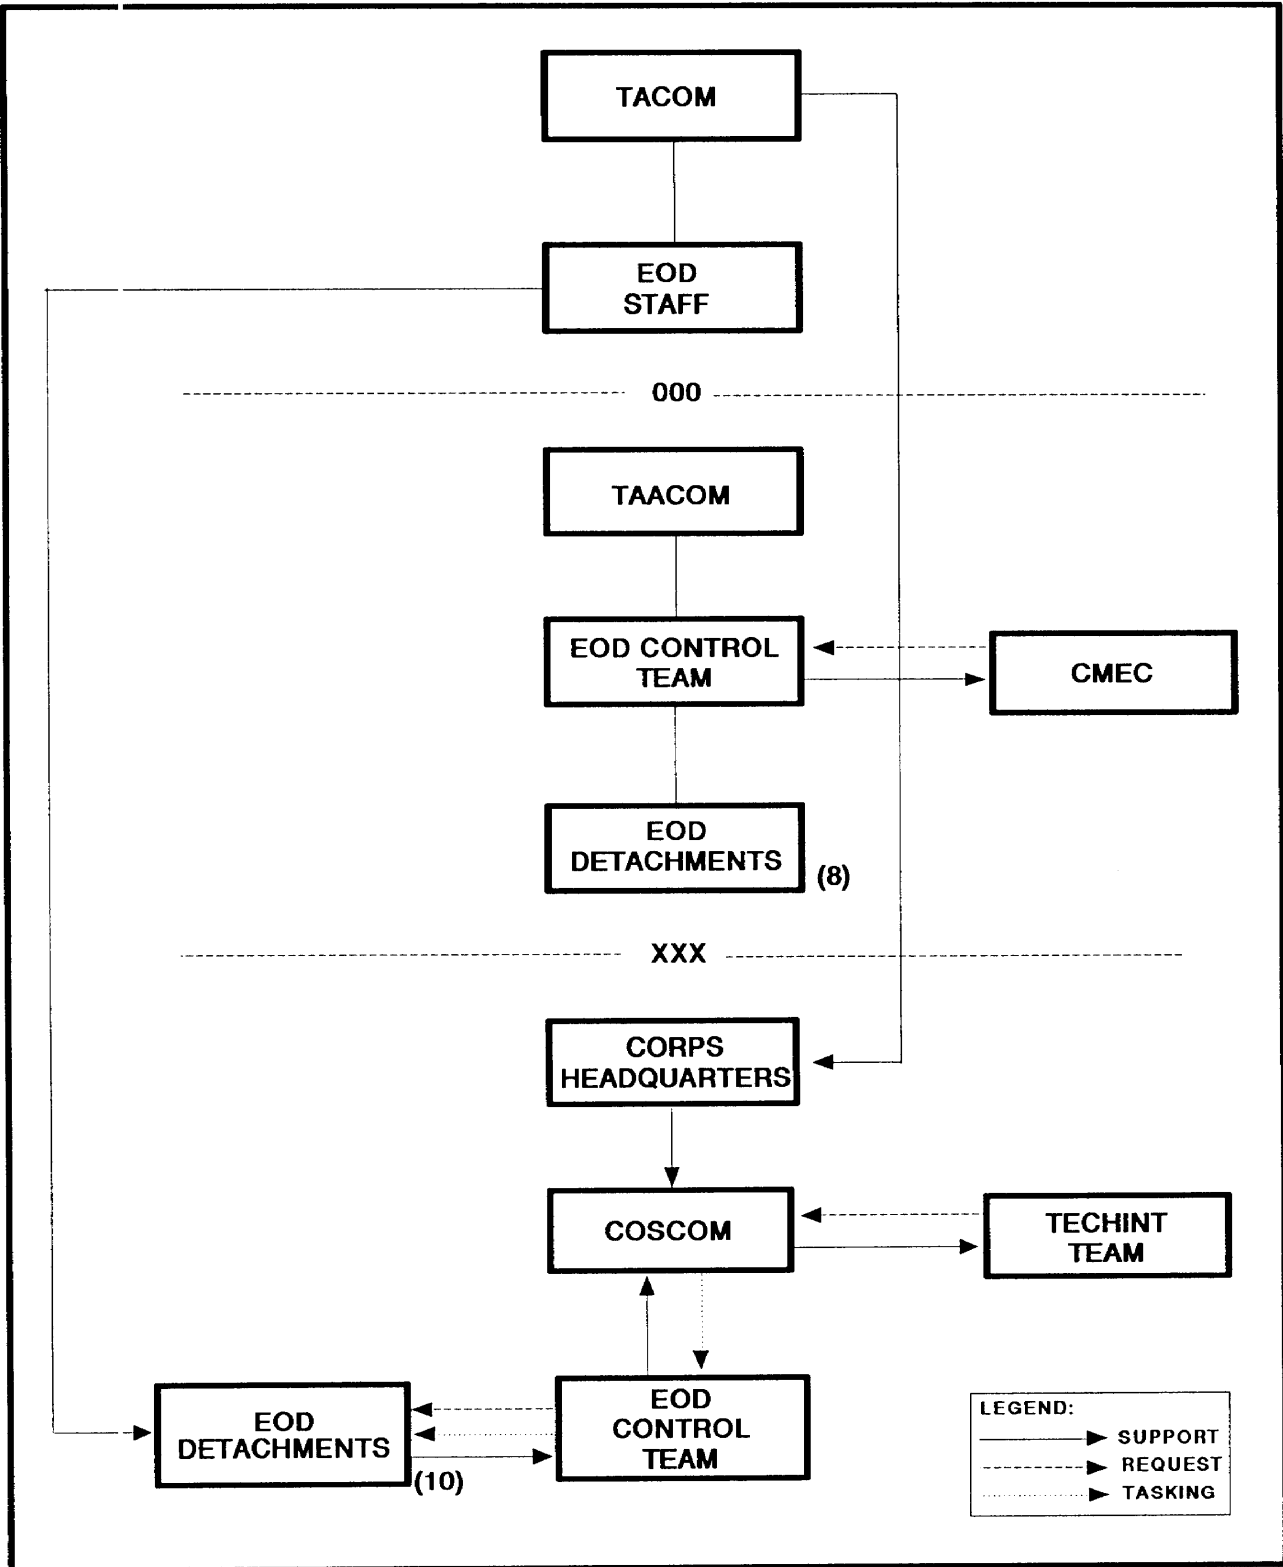 TACOM
EOD
STAFF
000
TAACOM
EOD CONTROL
TEAM
CMEC
EOD
DETACHMENTS
(8)
XXX
CORPS
HEADQUARTERS
COSCOM
TECHINT
TEAM
EOD
DETACHMENTS
(10)
EOD
CONTROL
TEAM
LEGEND:
SUPPORT
REQUEST
TASKING